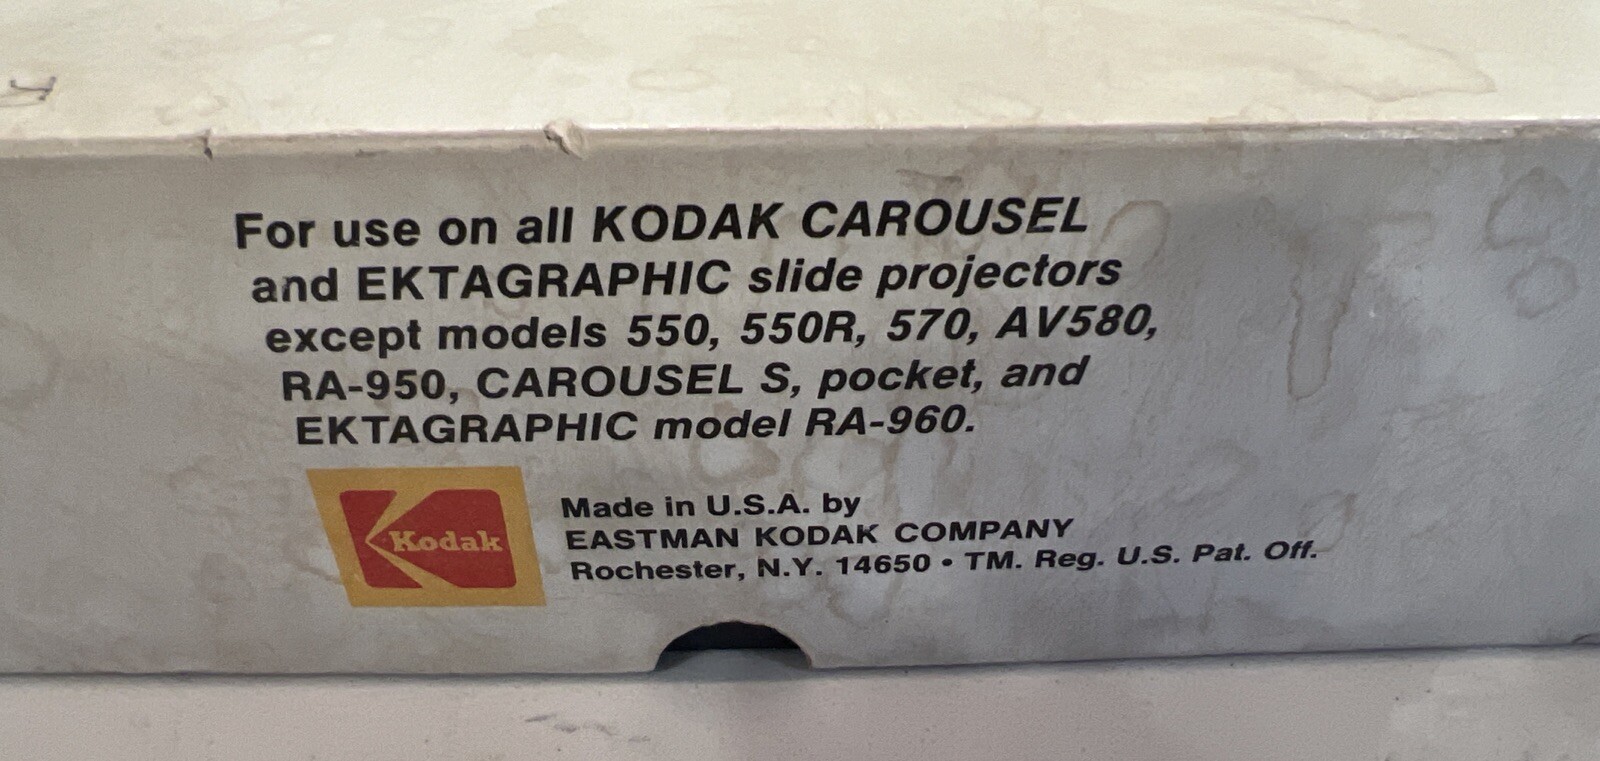 For use on all KODAK CAROUSEL
and EKTAGRAPHIC slide projectors
except models 550, 550R, 570, AV580,
RA-950, CAROUSEL S, pocket, and
EKTAGRAPHIC model RA-960.
Kodak
Made in U.S.A. by
EASTMAN KODAK COMPANY
Rochester, N.Y. 14650 • TM. Reg. U.S. Pat. Off.